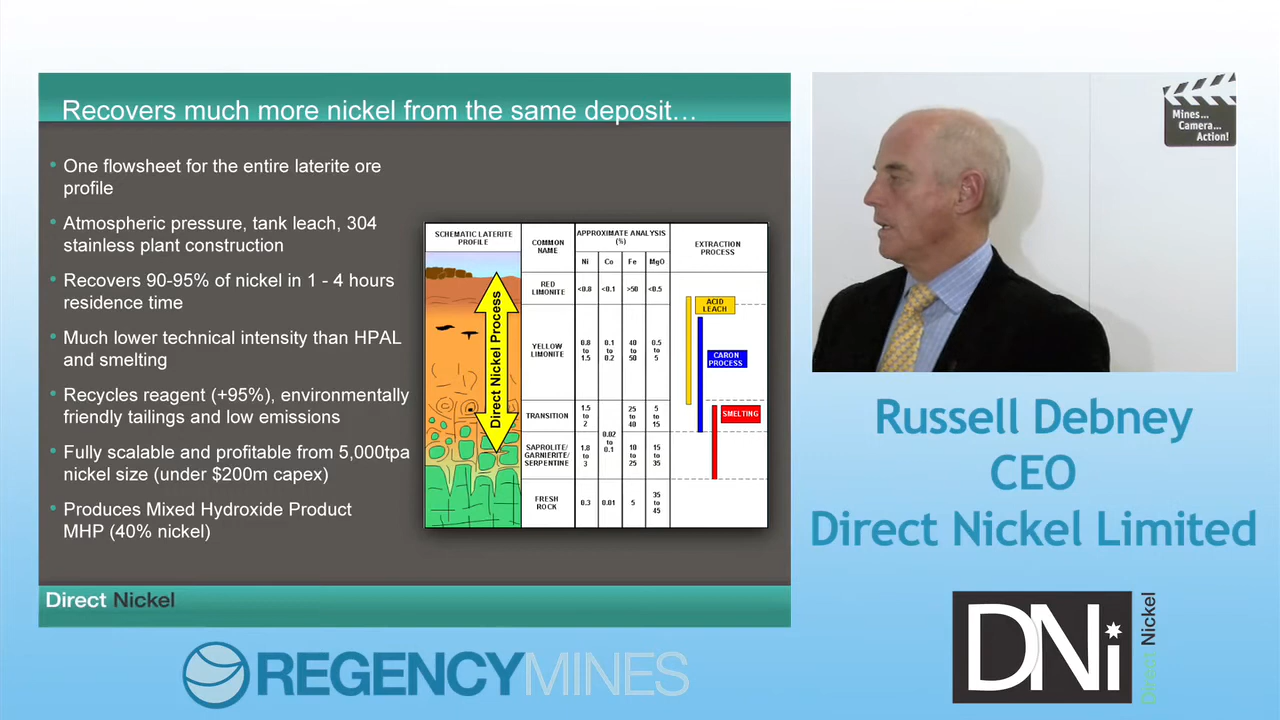 Recovers much more nickel from the same deposit…
• One flowsheet for the entire laterite ore
profile
• Atmospheric pressure, tank leach, 304
stainless plant construction
• Recovers 90-95% of nickel in 1 - 4 hours
residence time
• Much lower technical intensity than HPAL
and smelting
• Recycles reagent (+95%), environmentally
friendly tailings and low emissions
• Fully scalable and profitable from 5,000tpa
nickel size (under $200m capex)
• Produces Mixed Hydroxide Product
MHP (40% nickel)
SCHEMATIC LATERITE
PROFILE
COMMON
NAME
APPROXIMATE ANALYSIS
(%)
EXTRACTION
PROCESS
Ni Co Fe MgO
RED
LIMONITE
<0.8 <0.1 >50 <0.5
YELLOW
LIMONITE
0.8
to
1.5
0.1
to
0.2
40
to
50
0.5
to
5
TRANSITION
1.5
to
2
25
to
40
5
to
15
0.02
to
0.1
SAPROLITE/
GARNIERITE/
SERPENTINE
1.8
to
3
10
to
25
15
to
35
FRESH
ROCK
0.3 0.01 5
35
to
45
Direct Nickel Process
ACID
LEACH
CARON
PROCESS
SMELTING
Direct Nickel
Mines...
Camera...
Action!
Russell Debney
CEO
Direct Nickel Limited
DNi
Direct Nickel
REGENCYMINES